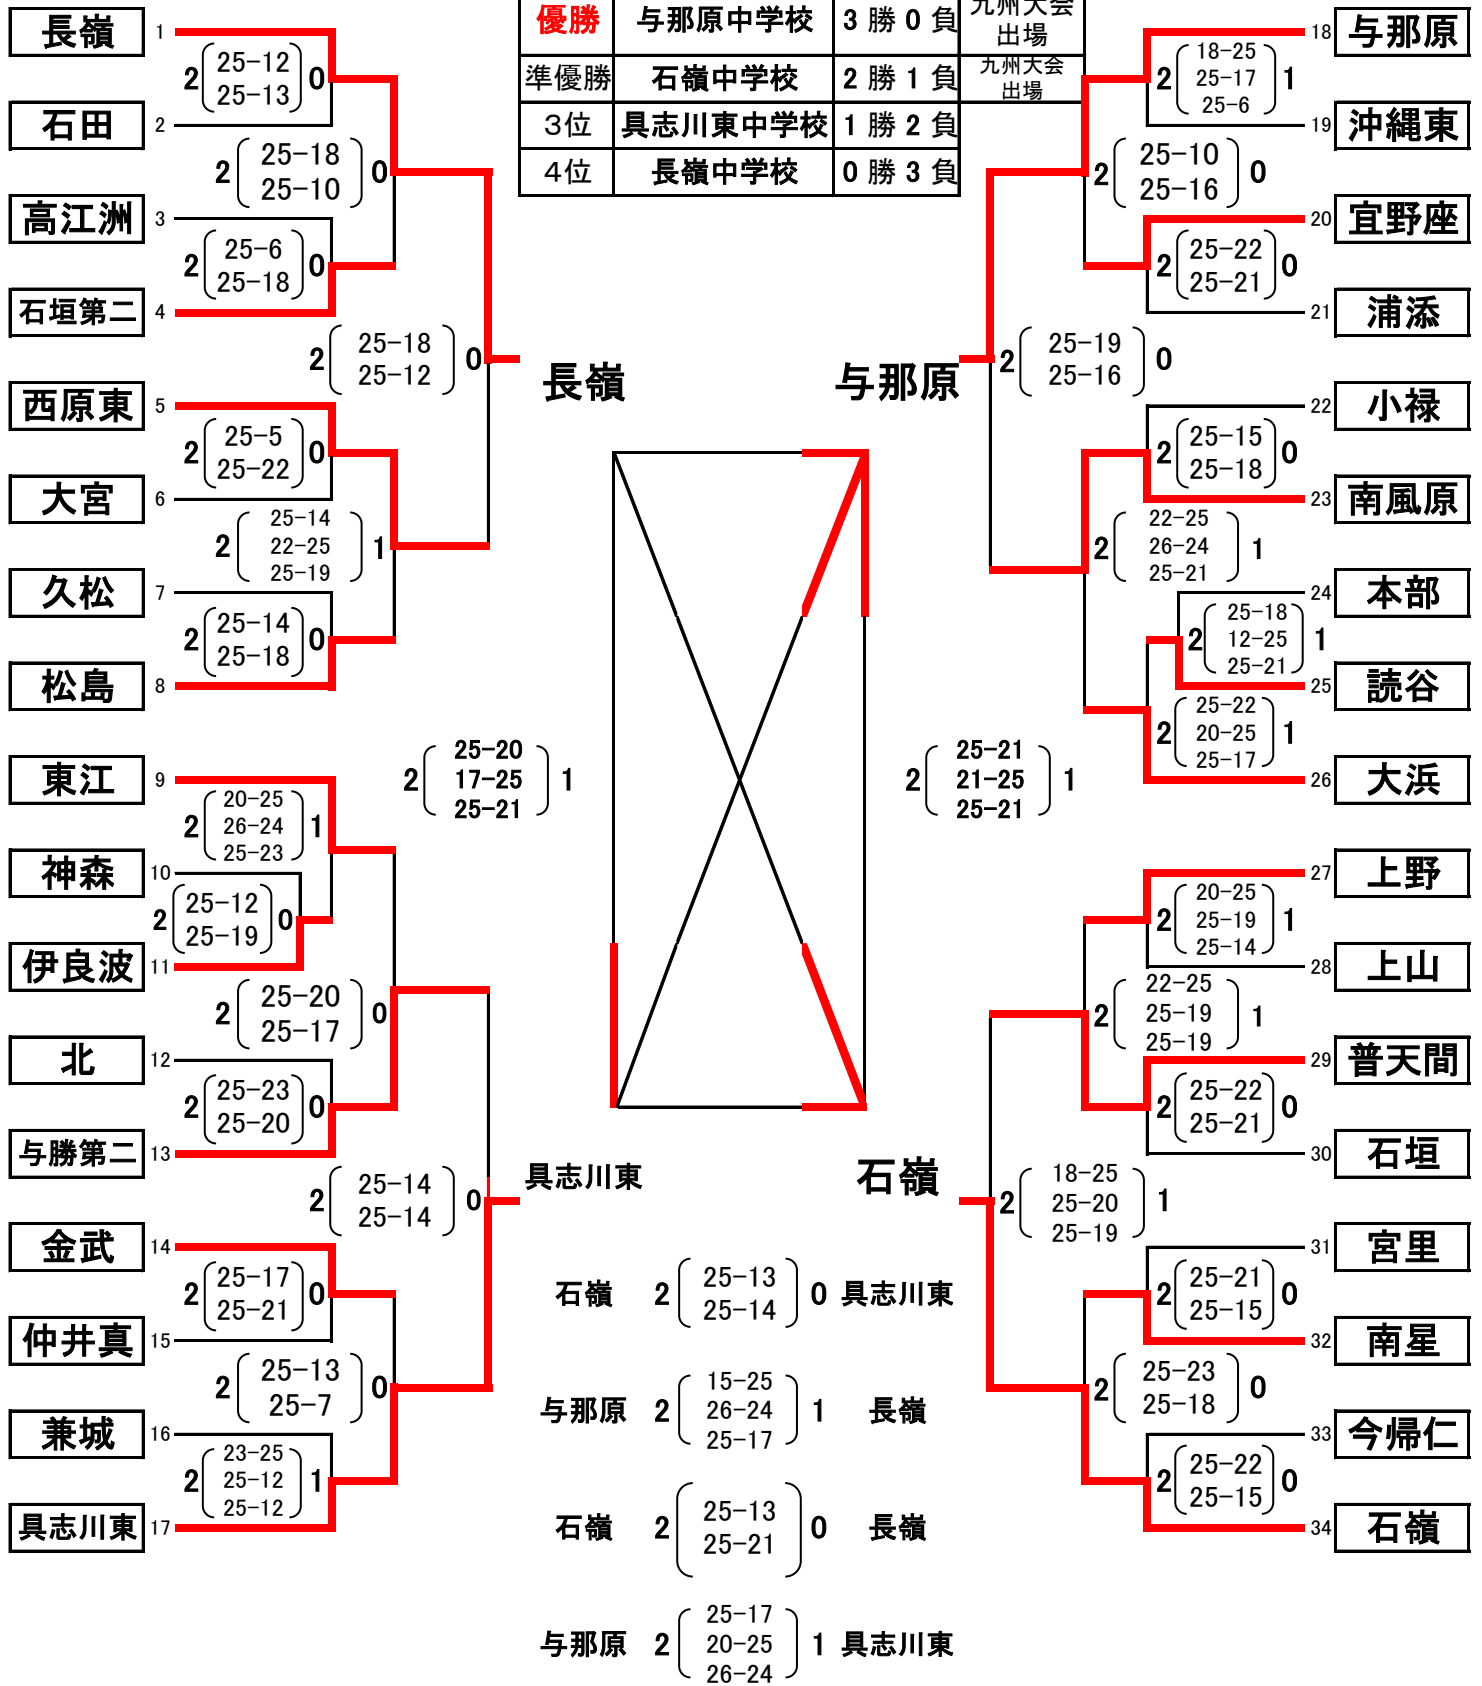 優勝 与那原中学校 3 勝 0 負 九州大会出場
準優勝 石嶺中学校 2 勝 1 負 九州大会出場
3位 具志川東中学校 1 勝 2 負
4位 長嶺中学校 0 勝 3 負
長嶺 1
2 25-12 0
25-13
石田 2
2 25-18 0
25-10
高江洲 3
2 25-6 0
25-18
石垣第二 4
2 25-18 0
25-12
長嶺
西原東 5
2 25-5 0
25-22
大宮 6
2 25-14 1
22-25
25-19
久松 7
2 25-14 0
25-18
松島 8
2 25-20 1
17-25
25-21
東江 9
2 20-25 1
26-24
25-23
神森 10
2 25-12 0
25-19
伊良波 11
2 25-20 0
25-17
北 12
2 25-23 0
25-20
与勝第二 13
2 25-14 0
25-14
具志川東
金武 14
2 25-17 0
25-21
仲井真 15
2 25-13 0
25-7
兼城 16
2 23-25 1
25-12
25-12
具志川東 17
18 与那原
2 18-25 1
25-17
25-6
19 沖縄東
2 25-10 0
25-16
20 宜野座
2 25-22 0
25-21
21 浦添
2 25-19 0
25-16
与那原
22 小禄
2 25-15 0
25-18
23 南風原
2 22-25 1
26-24
25-21
24 本部
2 25-18 1
12-25
25-21
25 読谷
2 25-22 1
20-25
25-17
26 大浜
2 25-21 1
21-25
25-21
27 上野
2 20-25 1
25-19
25-14
28 上山
2 22-25 1
25-19
25-19
29 普天間
2 25-22 0
25-21
30 石垣
2 18-25 1
25-20
25-19
石嶺
31 宮里
2 25-21 0
25-15
32 南星
2 25-23 0
25-18
33 今帰仁
2 25-22 0
25-15
34 石嶺
石嶺 2 25-13 0 具志川東
25-14
与那原 2 15-25 1 長嶺
26-24
25-17
石嶺 2 25-13 0 長嶺
25-21
与那原 2 25-17 1 具志川東
20-25
26-24